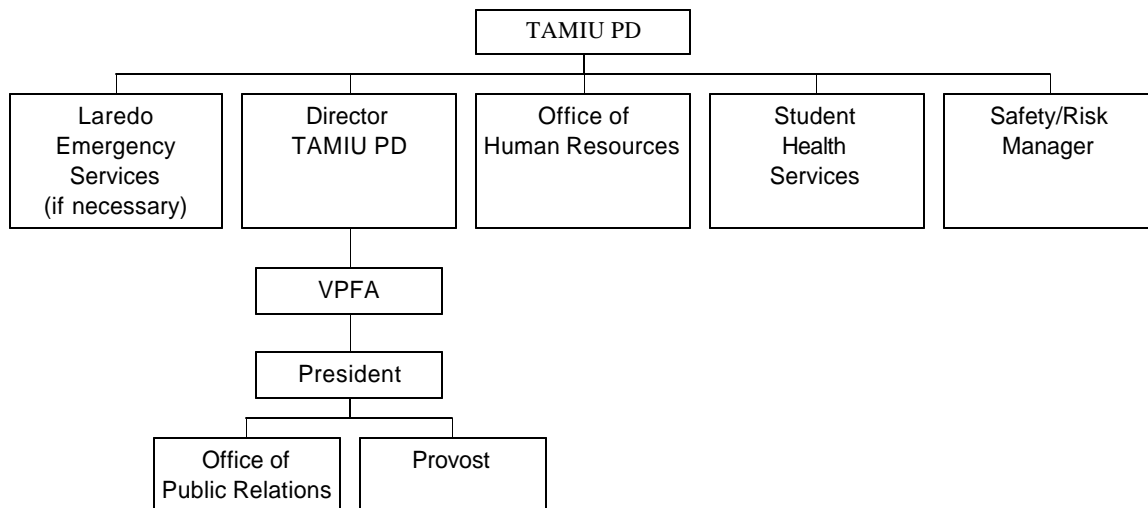 TAMIU PD
Laredo
Emergency
Services
(if necessary)
Director
TAMIU PD
Office of
Human Resources
Student
Health
Services
Safety/Risk
Manager
VPFA
President
Office of
Public Relations
Provost